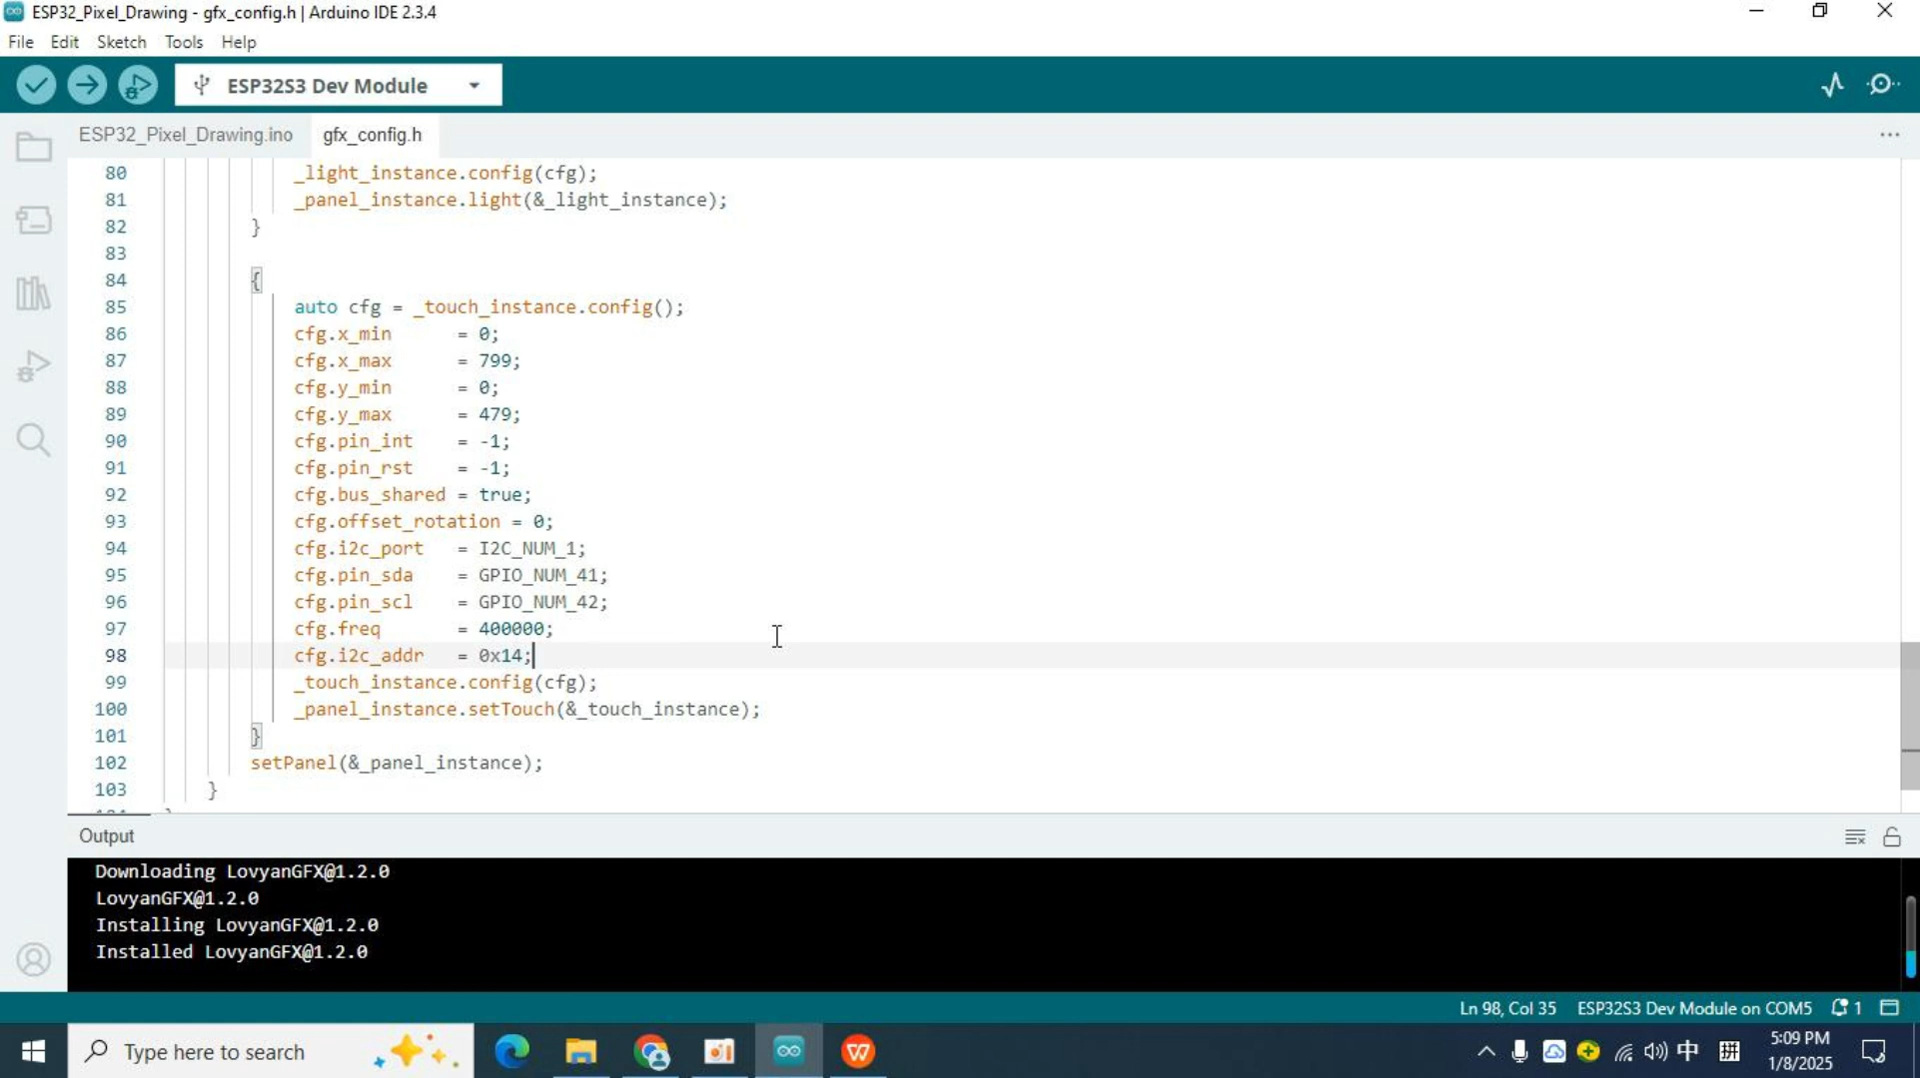 ESP32_Pixel_Drawing - gfx_config.h | Arduino IDE 2.3.4
File Edit Sketch Tools Help
ESP32S3 Dev Module
ESP32_Pixel_Drawing.ino gfx_config.h
80 _light_instance.config(cfg);
81 _panel_instance.light(&_light_instance);
82 }
83
84 {
85 auto cfg = _touch_instance.config();
86 cfg.x_min = 0;
87 cfg.x_max = 799;
88 cfg.y_min = 0;
89 cfg.y_max = 479;
90 cfg.pin_int = -1;
91 cfg.pin_rst = -1;
92 cfg.bus_shared = true;
93 cfg.offset_rotation = 0;
94 cfg.i2c_port = I2C_NUM_1;
95 cfg.pin_sda = GPIO_NUM_41;
96 cfg.pin_scl = GPIO_NUM_42;
97 cfg.freq = 400000;
98 cfg.i2c_addr = 0x14;
99 _touch_instance.config(cfg);
100 _panel_instance.setTouch(&_touch_instance);
101 }
102 setPanel(&_panel_instance);
103 }
Output
Downloading LovyanGFX@1.2.0
LovyanGFX@1.2.0
Installing LovyanGFX@1.2.0
Installed LovyanGFX@1.2.0
Ln 98, Col 35 ESP32S3 Dev Module on COM5 1
Type here to search
中 拼
5:09 PM
1/8/2025